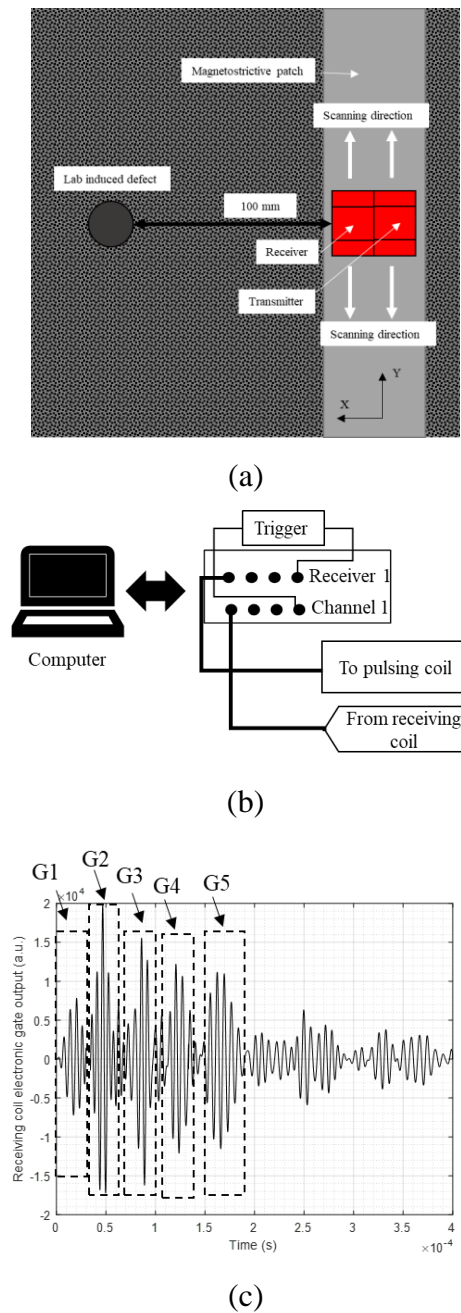 Magnetostrictive patch
Scanning direction
Lab induced defect
100 mm
Receiver
Transmitter
Scanning direction
Y
X
(a)
Trigger
Receiver 1
Channel 1
Computer
To pulsing coil
From receiving
coil
(b)
G1
G2
G3
G4
G5
×10⁴
2
1.5
1
0.5
0
-0.5
-1
-1.5
-2
Receiving coil electronic gate output (a.u.)
0 0.5 1 1.5 2 2.5 3 3.5 4
Time (s)
×10⁻⁴
(c)